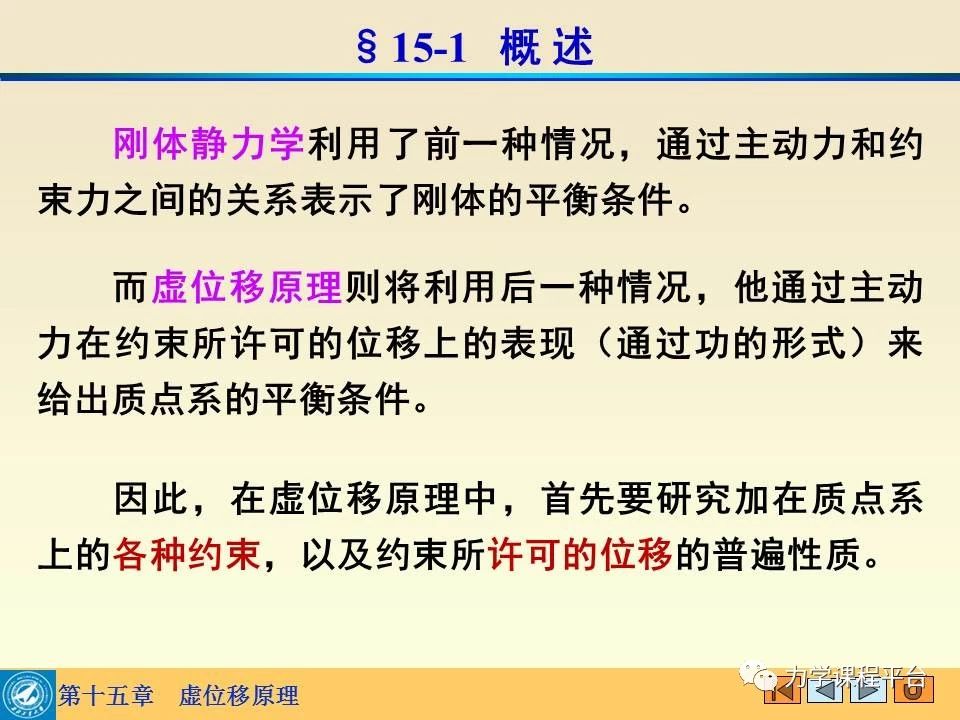 §15-1 概 述
刚体静力学利用了前一种情况，通过主动力和约
束力之间的关系表示了刚体的平衡条件。
而虚位移原理则将利用后一种情况，他通过主动
力在约束所许可的位移上的表现（通过功的形式）来
给出质点系的平衡条件。
因此，在虚位移原理中，首先要研究加在质点系
上的各种约束，以及约束所许可的位移的普遍性质。
第十五章 虚位移原理
力学课程平台